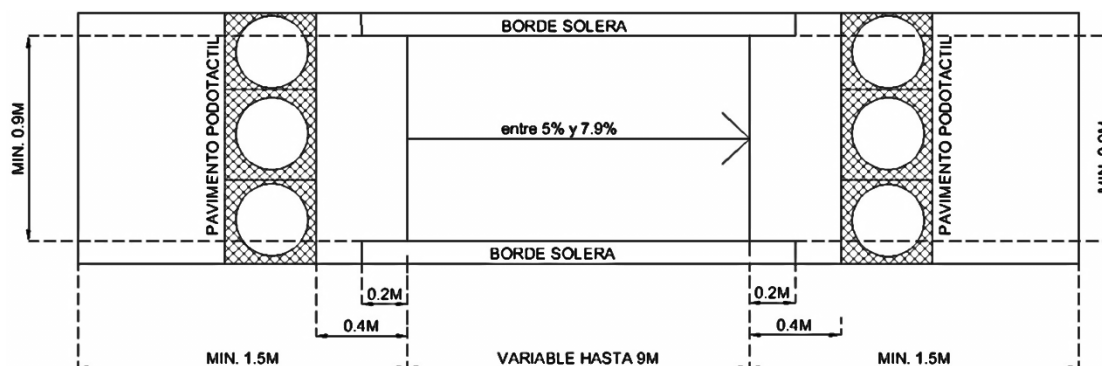 BORDE SOLERA
MIN. 0.9M
PAVIMENTO PODOTACTIL
entre 5% y 7.9%
PAVIMENTO PODOTACTIL
BORDE SOLERA
0.2M
0.2M
0.4M
0.4M
MIN. 1.5M
VARIABLE HASTA 9M
MIN. 1.5M